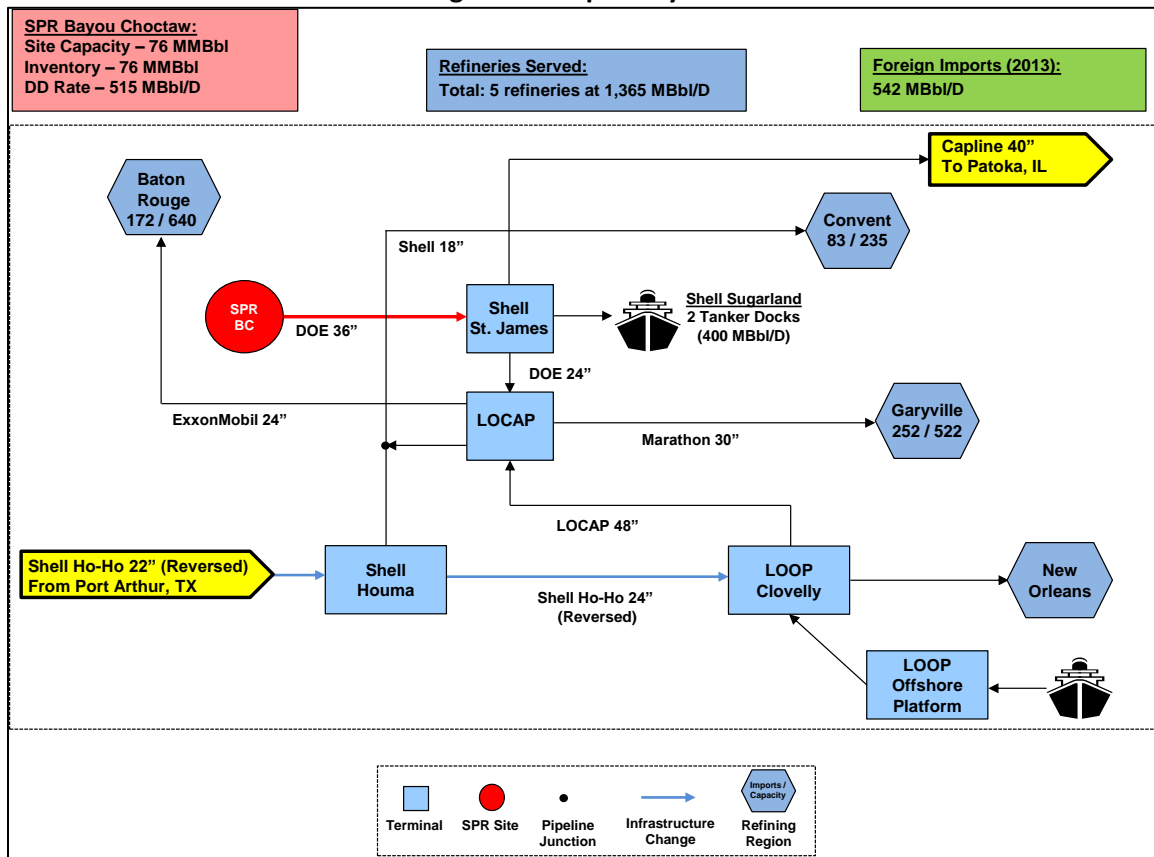 SPR Bayou Choctaw:
Site Capacity – 76 MMBbl
Inventory – 76 MMBbl
DD Rate – 515 MBbl/D
Refineries Served:
Total: 5 refineries at 1,365 MBbl/D
Foreign Imports (2013):
542 MBbl/D
Capline 40”
To Patoka, IL
Baton
Rouge
172 / 640
Convent
83 / 235
Shell 18”
SPR
BC
DOE 36”
Shell
St. James
Shell Sugarland
2 Tanker Docks
(400 MBbl/D)
DOE 24”
ExxonMobil 24”
LOCAP
Marathon 30”
Garyville
252 / 522
LOCAP 48”
Shell Ho-Ho 22” (Reversed)
From Port Arthur, TX
Shell
Houma
Shell Ho-Ho 24”
(Reversed)
LOOP
Clovelly
New
Orleans
LOOP
Offshore
Platform
Terminal
SPR Site
Pipeline
Junction
Infrastructure
Change
Imports /
Capacity
Refining
Region